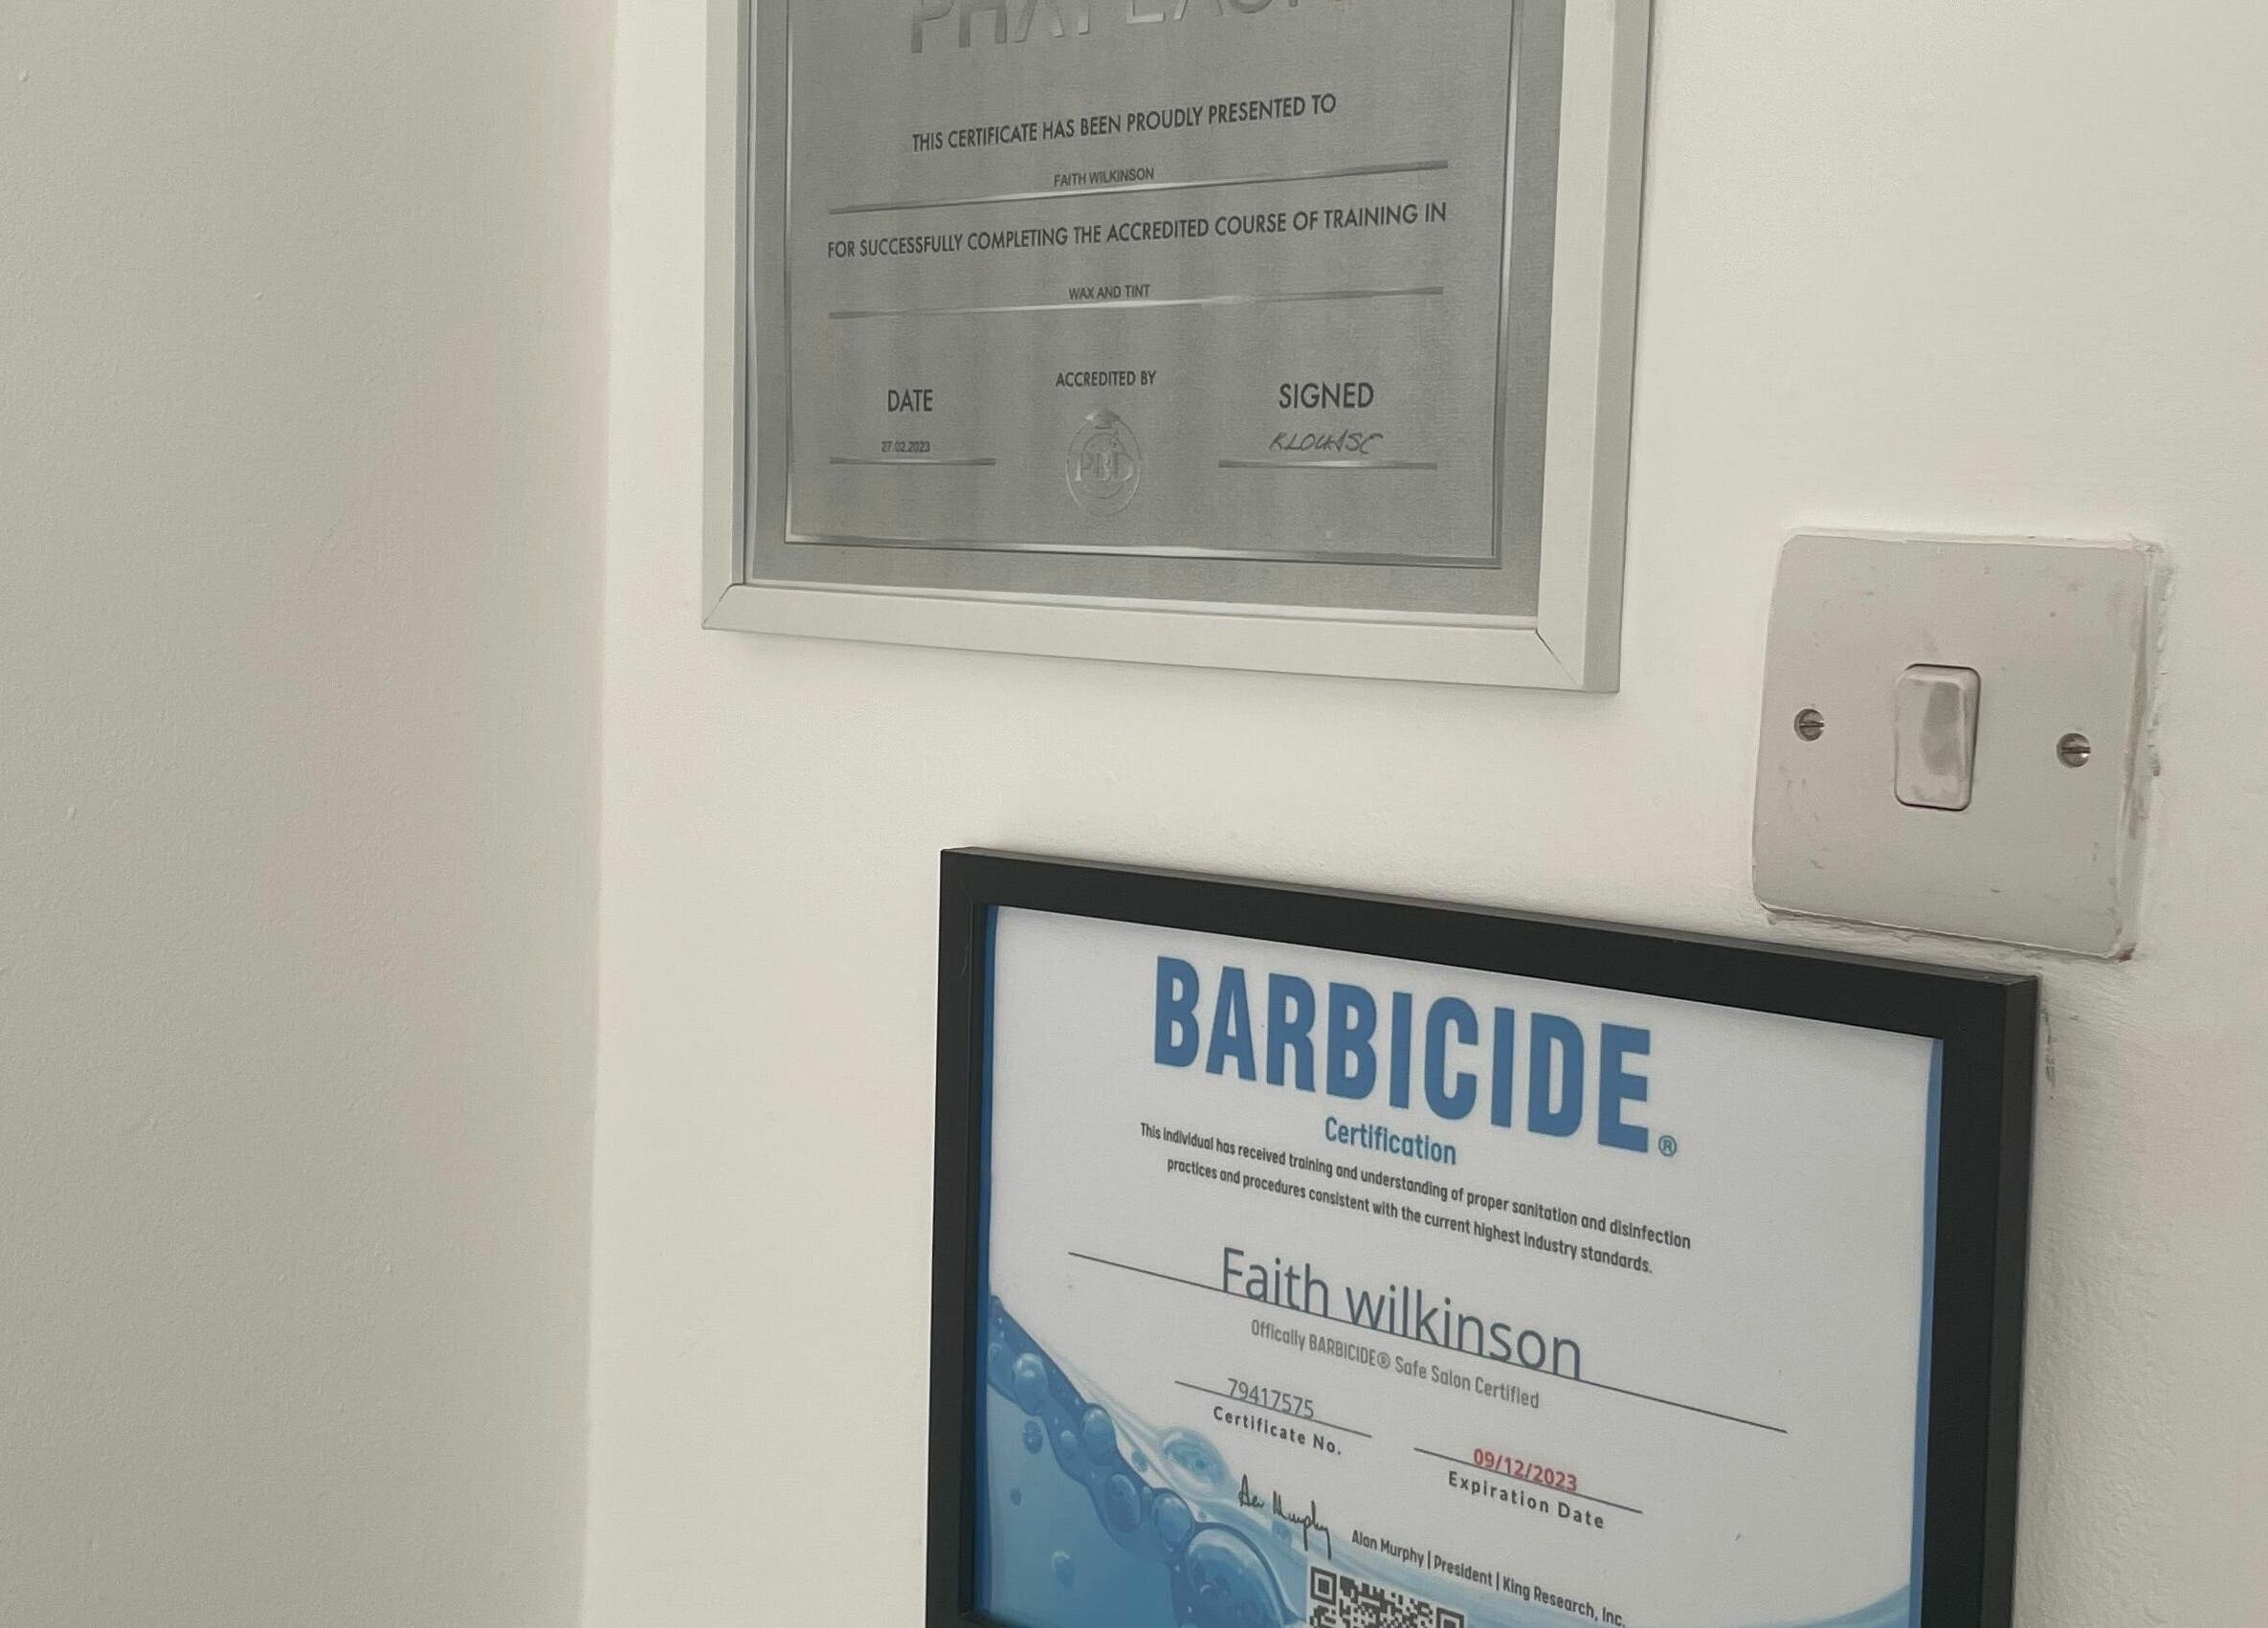 THIS CERTIFICATE HAS BEEN PROUDLY PRESENTED TO
FAITH WILKINSON
FOR SUCCESSFULLY COMPLETING THE ACCREDITED COURSE OF TRAINING IN
WAX AND TINT
DATE
27.02.2023
ACCREDITED BY
PBD
SIGNED
BARBICIDE®
Certification
This individual has received training and understanding of proper sanitation and disinfection
practices and procedures consistent with the current highest industry standards.
Faith wilkinson
Offically BARBICIDE® Safe Salon Certified
79417575
Certificate No.
09/12/2023
Expiration Date
Alan Murphy | President | King Research, Inc.